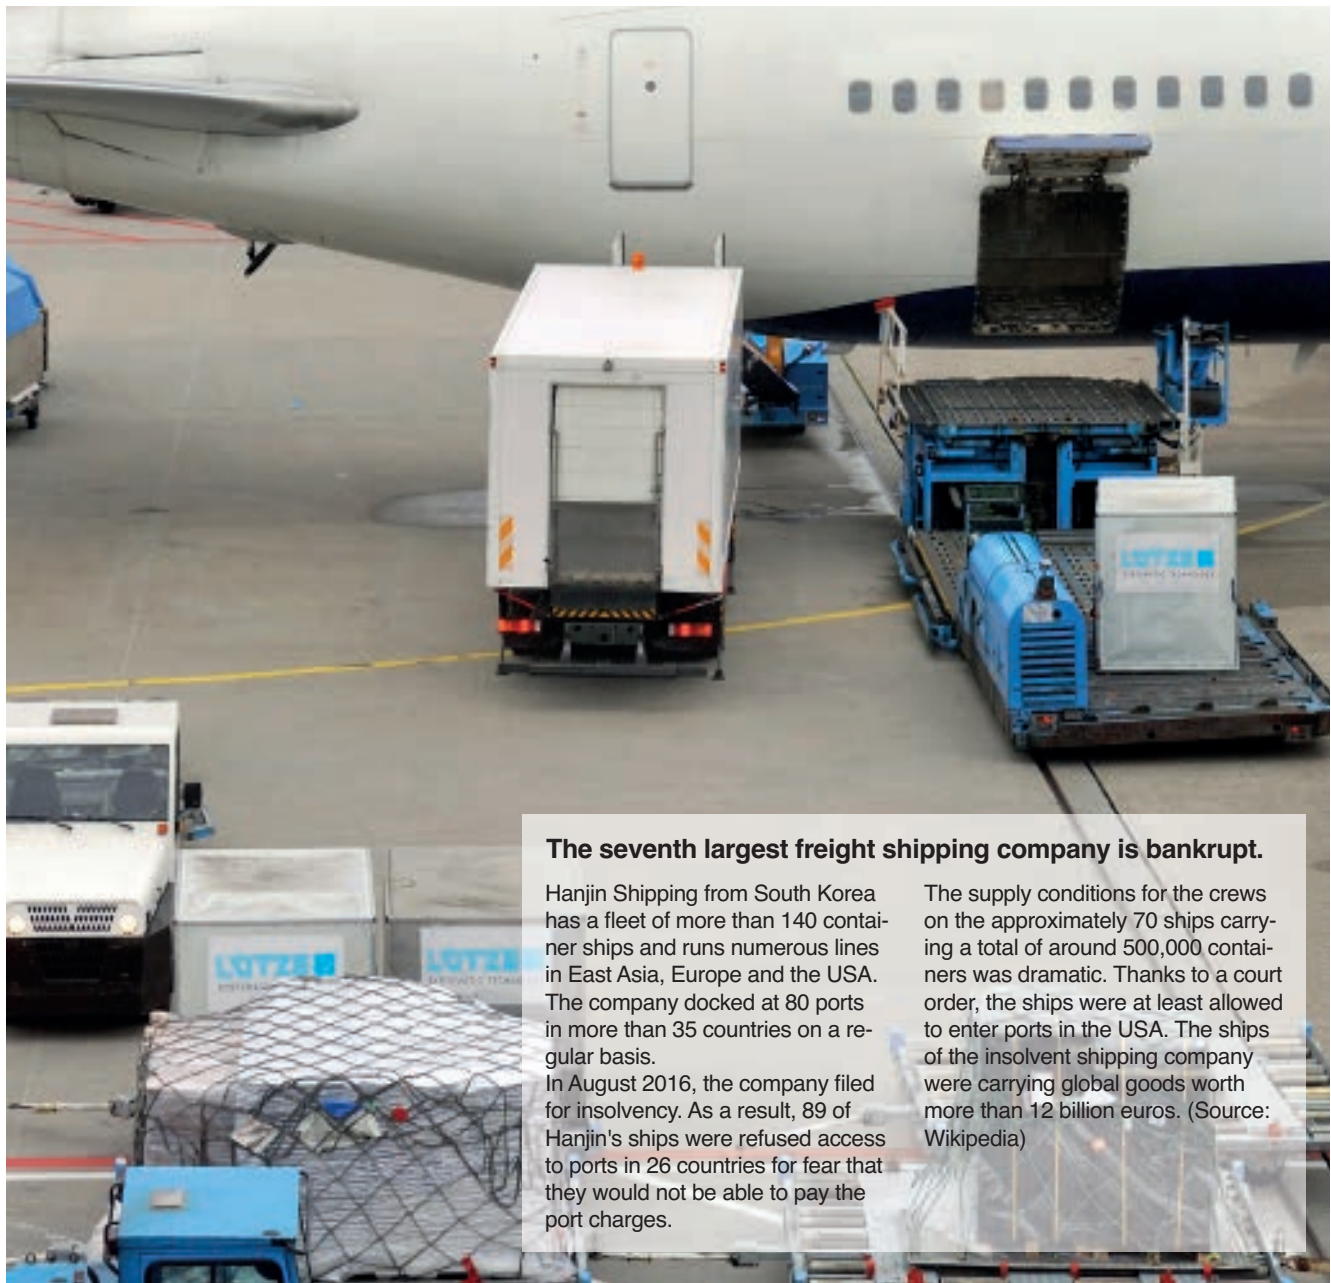 LÜTZE
LÜTZE
LÜTZE
The seventh largest freight shipping company is bankrupt.
Hanjin Shipping from South Korea
has a fleet of more than 140 contai-
ner ships and runs numerous lines
in East Asia, Europe and the USA.
The company docked at 80 ports
in more than 35 countries on a re-
gular basis.
In August 2016, the company filed
for insolvency. As a result, 89 of
Hanjin's ships were refused access
to ports in 26 countries for fear that
they would not be able to pay the
port charges.
The supply conditions for the crews
on the approximately 70 ships carry-
ing a total of around 500,000 contai-
ners was dramatic. Thanks to a court
order, the ships were at least allowed
to enter ports in the USA. The ships
of the insolvent shipping company
were carrying global goods worth
more than 12 billion euros. (Source:
Wikipedia)